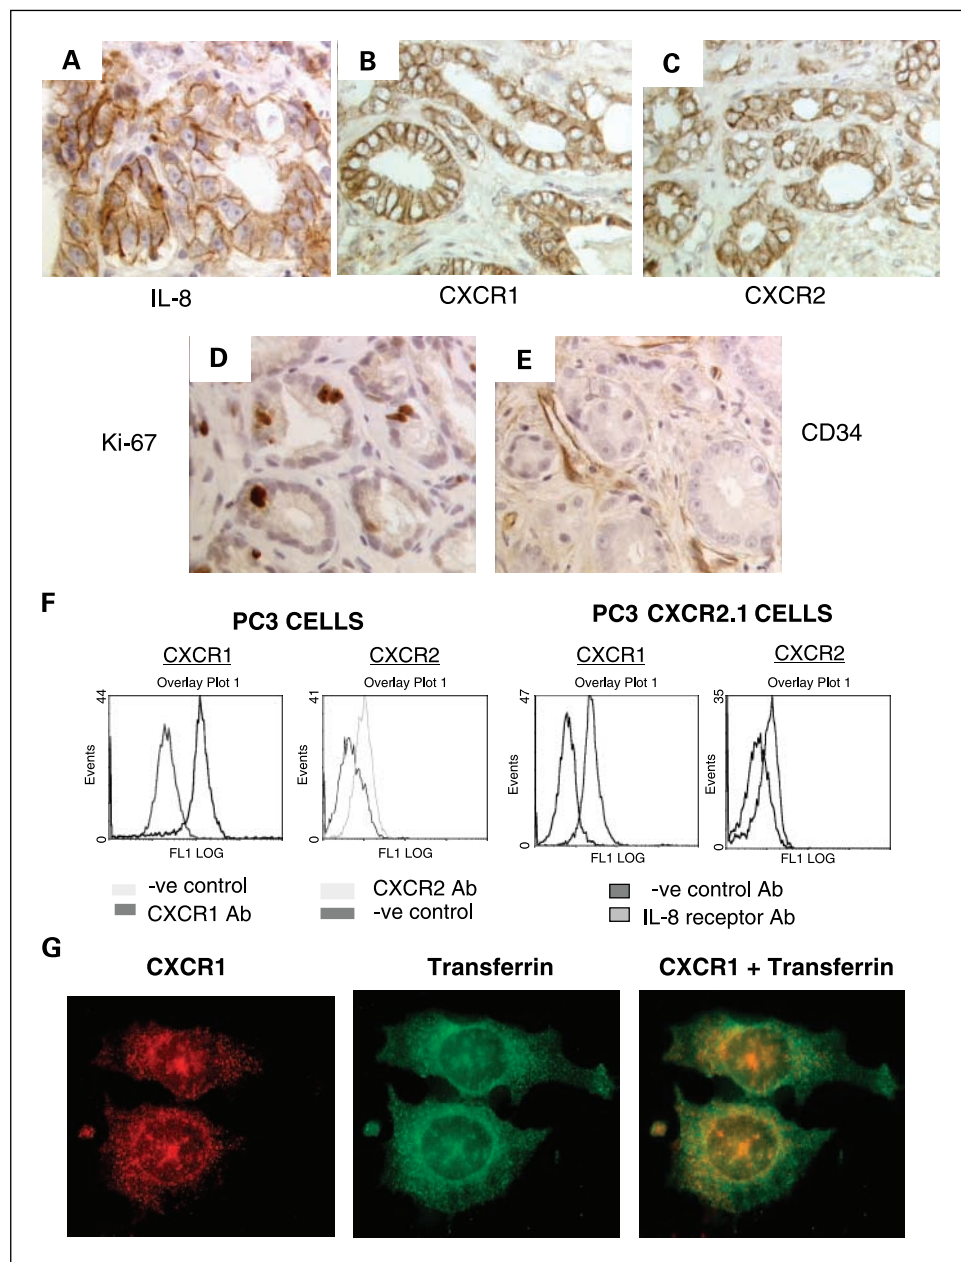 A
B
C
IL-8
CXCR1
CXCR2
D
E
Ki-67
CD34
F
PC3 CELLS
PC3 CXCR2.1 CELLS
CXCR1
CXCR2
CXCR1
CXCR2
Overlay Plot 1
Overlay Plot 1
Overlay Plot 1
Overlay Plot 1
44
Events
0
FL1 LOG
41
Events
0
FL1 LOG
47
Events
0
FL1 LOG
35
Events
0
FL1 LOG
-ve control
CXCR1 Ab
CXCR2 Ab
-ve control
-ve control Ab
IL-8 receptor Ab
G
CXCR1
Transferrin
CXCR1 + Transferrin